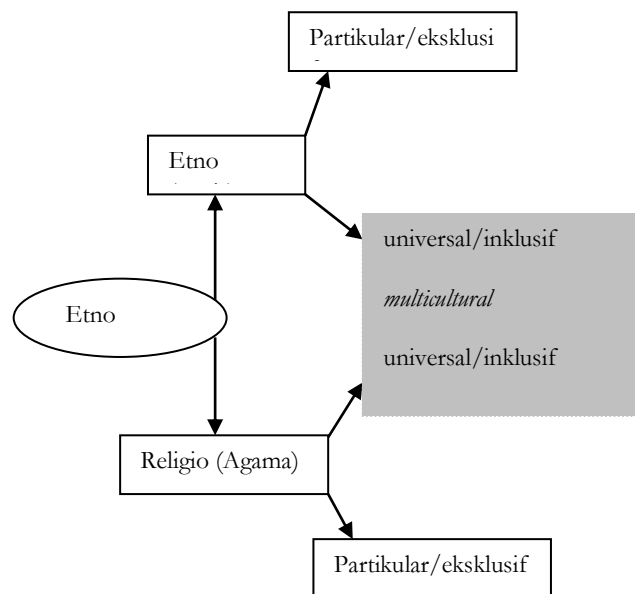 Partikular/eksklusi
Etno
universal/inklusif
multicultural
Etno
universal/inklusif
Religio (Agama)
Partikular/eksklusif